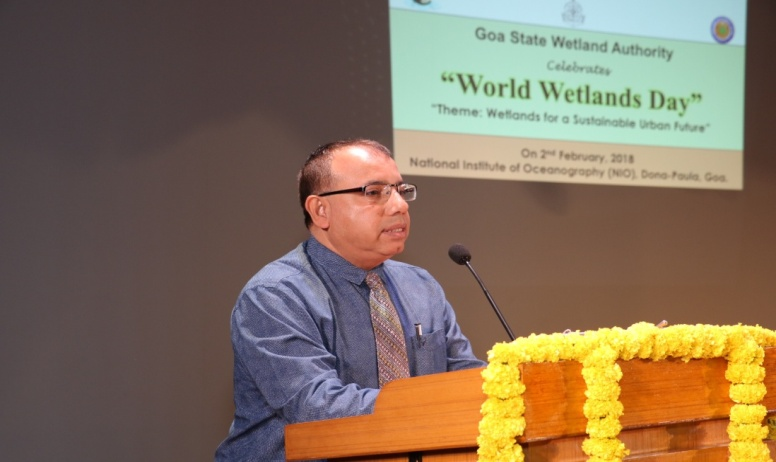 Goa State Wetland Authority
Celebrates
“World Wetlands Day”
“Theme: Wetlands for a Sustainable Urban Future”
On 2nd February, 2018
National Institute of Oceanography (NIO), Dona-Paula, Goa.